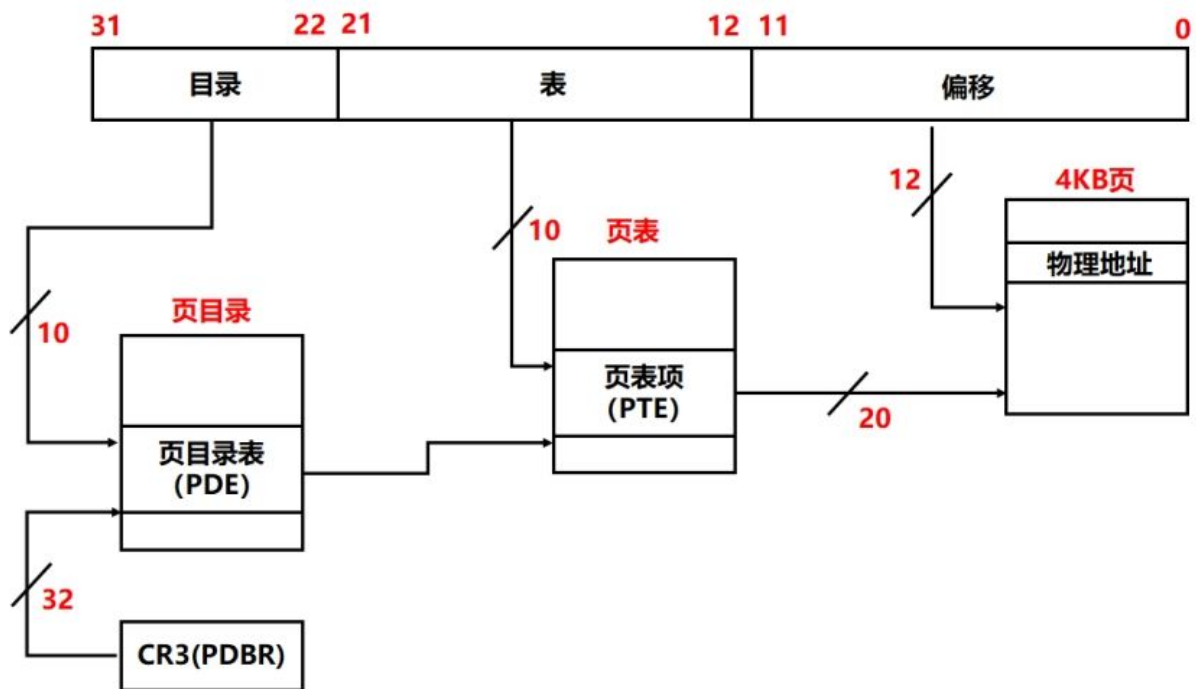 31 22 21 12 11 0
目录 表 偏移
12 4KB页
10 页表
物理地址
页目录
10
页表项
(PTE)
20
页目录表
(PDE)
32
CR3(PDBR)